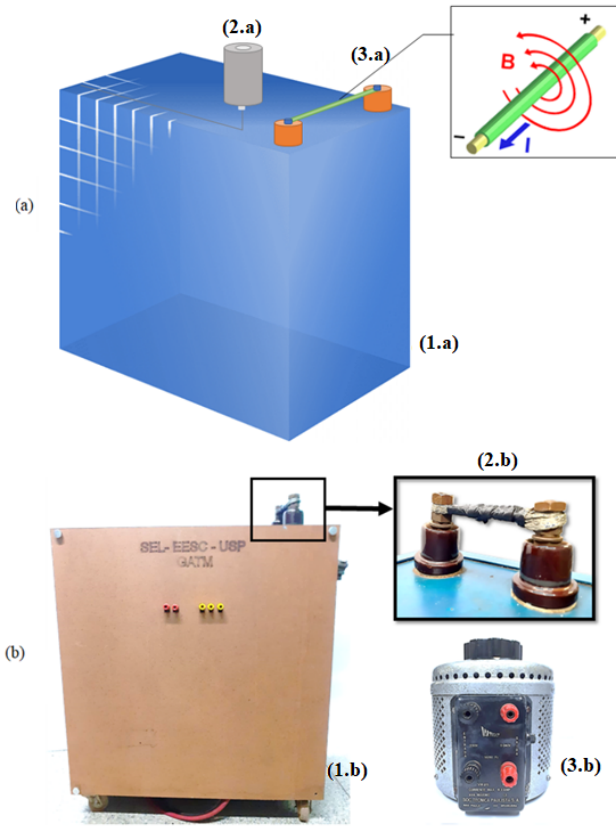 (2.a)
(3.a)
+
B
-
I
(a)
(1.a)
(2.b)
SEL-EESC-USP
GATM
(b)
(1.b)
(3.b)